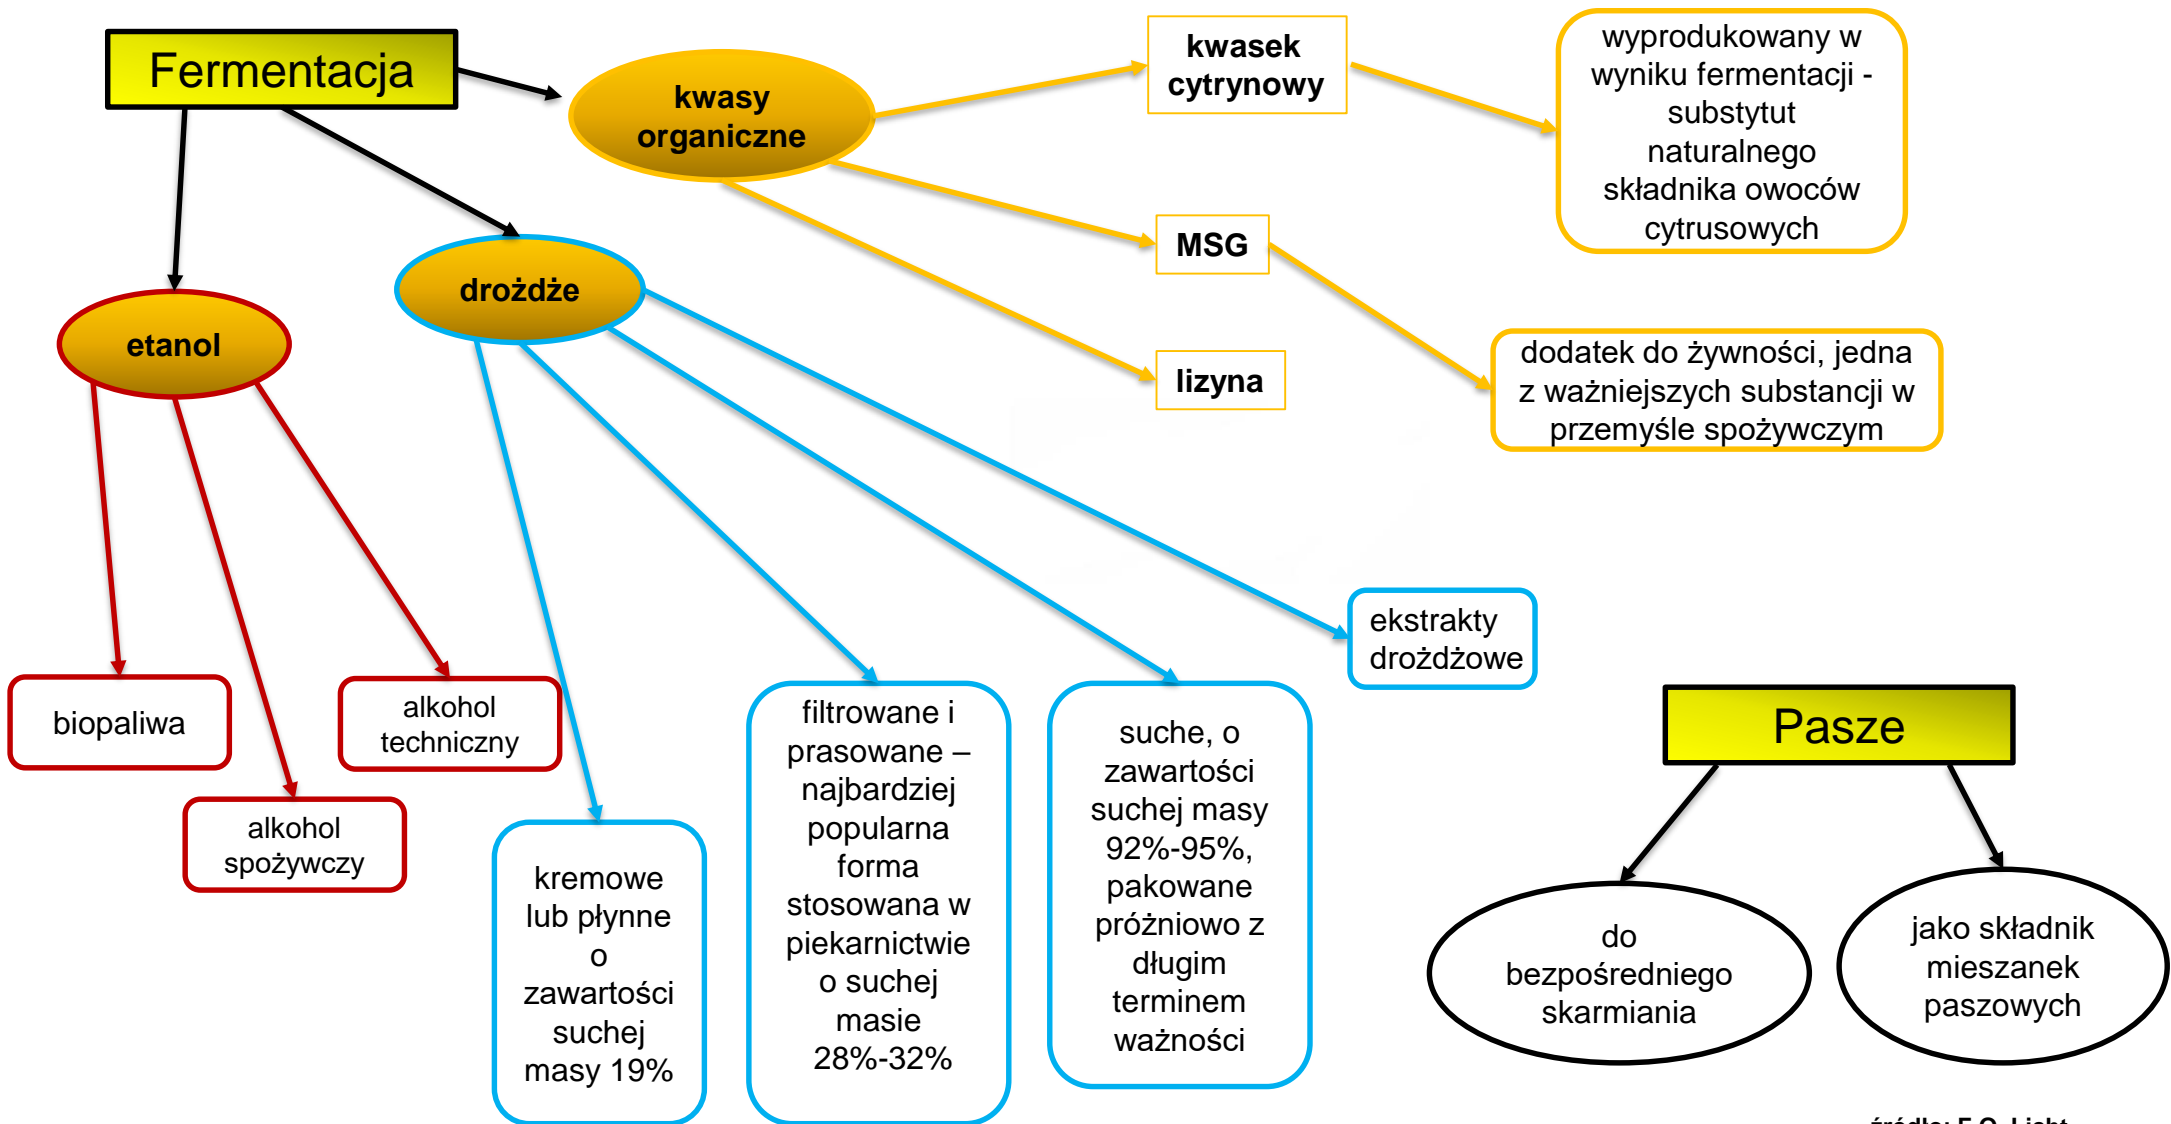 Fermentacja
kwasy
organiczne
kwasek
cytrynowy
wyprodukowany w
wyniku fermentacji -
substytut
naturalnego
składnika owoców
cytrusowych
MSG
dodatek do żywności, jedna
z ważniejszych substancji w
przemyśle spożywczym
lizyna
drożdże
etanol
biopaliwa
alkohol
spożywczy
alkohol
techniczny
kremowe
lub płynne
o
zawartości
suchej
masy 19%
filtrowane i
prasowane –
najbardziej
popularna
forma
stosowana w
piekarnictwie
o suchej
masie
28%-32%
suche, o
zawartości
suchej masy
92%-95%,
pakowane
próżniowo z
długim
terminem
ważności
ekstrakty
drożdżowe
Pasze
do
bezpośredniego
skarmiania
jako składnik
mieszanek
paszowych
źródło: F.O. Licht